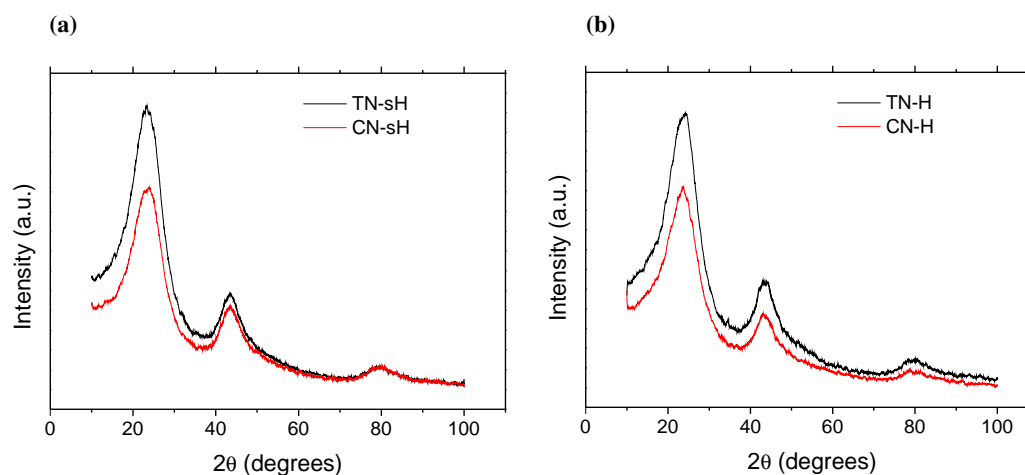 (a)
TN-sH
CN-sH
Intensity (a.u.)
0 20 40 60 80 100
2θ (degrees)
(b)
TN-H
CN-H
Intensity (a.u.)
0 20 40 60 80 100
2θ (degrees)